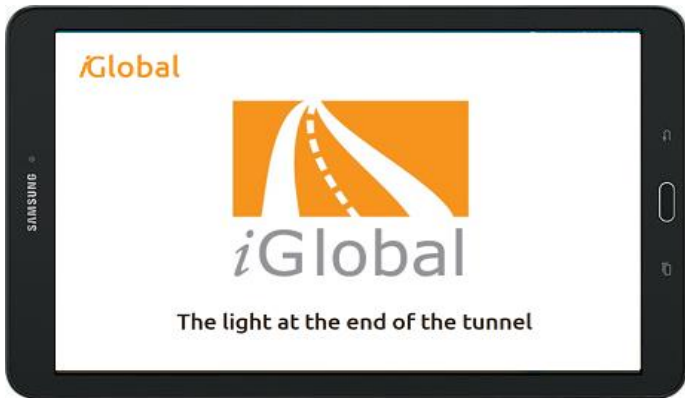 iGlobal
SAMSUNG
iGlobal
The light at the end of the tunnel